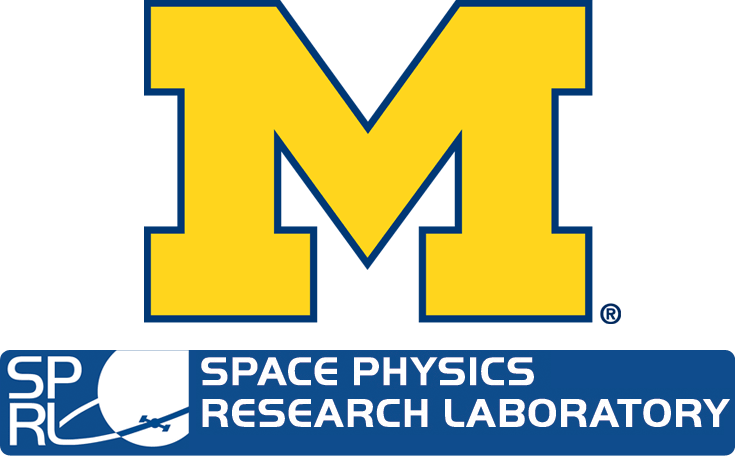 M
®
SP
RL
SPACE PHYSICS
RESEARCH LABORATORY